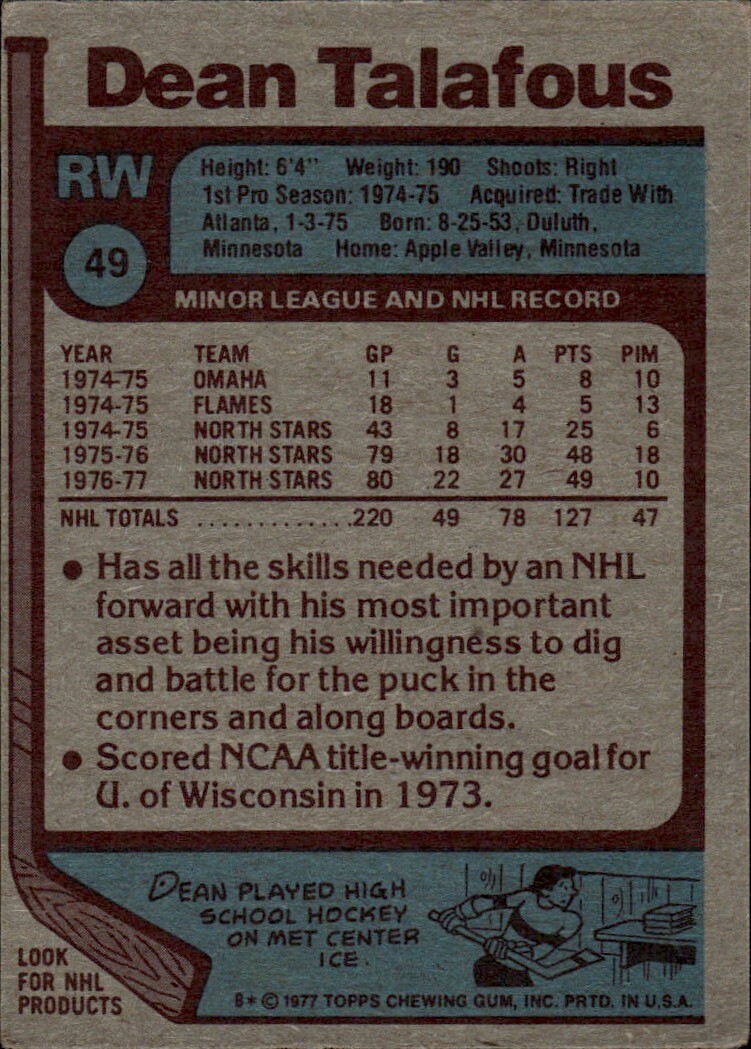 Dean Talafous
RW
49
Height: 6'4" Weight: 190 Shoots: Right
1st Pro Season: 1974-75 Acquired: Trade With
Atlanta, 1-3-75 Born: 8-25-53, Duluth,
Minnesota Home: Apple Valley, Minnesota
MINOR LEAGUE AND NHL RECORD
YEAR TEAM GP G A PTS PIM
1974-75 OMAHA 11 3 5 8 10
1974-75 FLAMES 18 1 4 5 13
1974-75 NORTH STARS 43 8 17 25 6
1975-76 NORTH STARS 79 18 30 48 18
1976-77 NORTH STARS 80 22 27 49 10
NHL TOTALS ..............220 49 78 127 47
● Has all the skills needed by an NHL
forward with his most important
asset being his willingness to dig
and battle for the puck in the
corners and along boards.
● Scored NCAA title-winning goal for
U. of Wisconsin in 1973.
DEAN PLAYED HIGH
SCHOOL HOCKEY
ON MET CENTER
ICE.
LOOK
FOR NHL
PRODUCTS
B* © 1977 TOPPS CHEWING GUM, INC. PRTD. IN U.S.A.